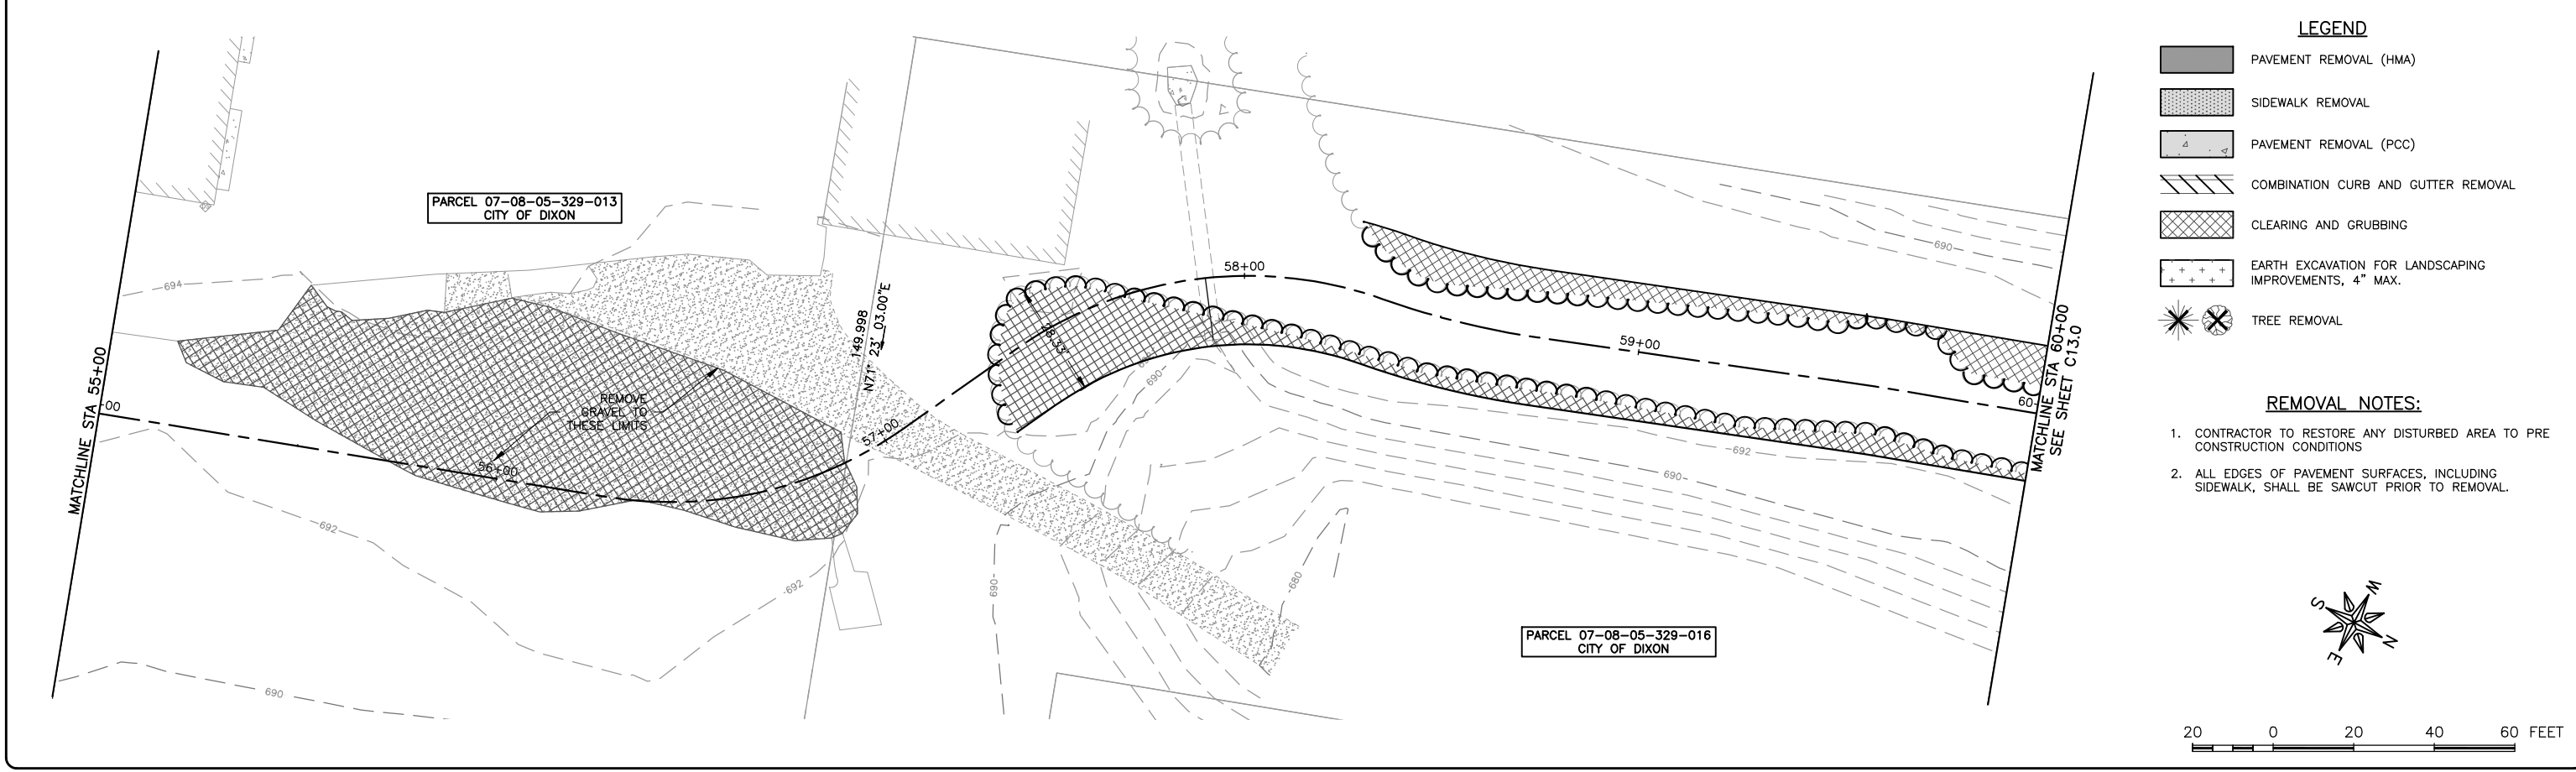 MATCHLINE STA 55+00
-00
694
PARCEL 07-08-05-329-013
CITY OF DIXON
REMOVE
GRAVEL TO
THESE LIMITS
56+00
692
690
692
149.998
57+00
690
690
680
58+00
59+00
692
690
690
60
PARCEL 07-08-05-329-016
CITY OF DIXON
MATCHLINE STA 60+00
SEE SHEET C13.0
LEGEND
PAVEMENT REMOVAL (HMA)
SIDEWALK REMOVAL
PAVEMENT REMOVAL (PCC)
COMBINATION CURB AND GUTTER REMOVAL
CLEARING AND GRUBBING
EARTH EXCAVATION FOR LANDSCAPING
IMPROVEMENTS, 4" MAX.
TREE REMOVAL
REMOVAL NOTES:
1. CONTRACTOR TO RESTORE ANY DISTURBED AREA TO PRE
CONSTRUCTION CONDITIONS
2. ALL EDGES OF PAVEMENT SURFACES, INCLUDING
SIDEWALK, SHALL BE SAWCUT PRIOR TO REMOVAL.
S W
E N
20 0 20 40 60 FEET